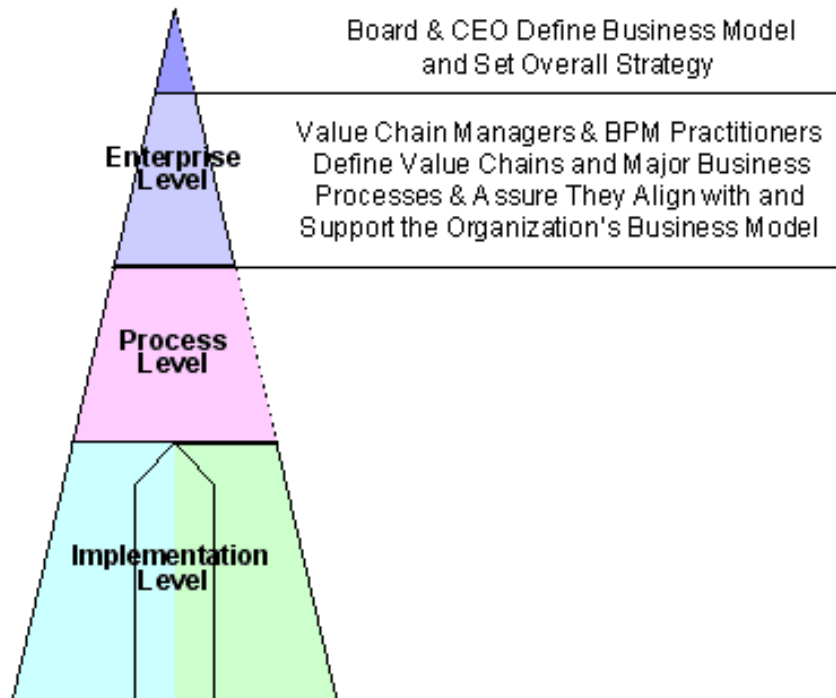 Board & CEO Define Business Model
and Set Overall Strategy
Value Chain Managers & BPM Practitioners
Define Value Chains and Major Business
Processes & Assure They Align with and
Support the Organization's Business Model
Enterprise
Level
Process
Level
Implementation
Level